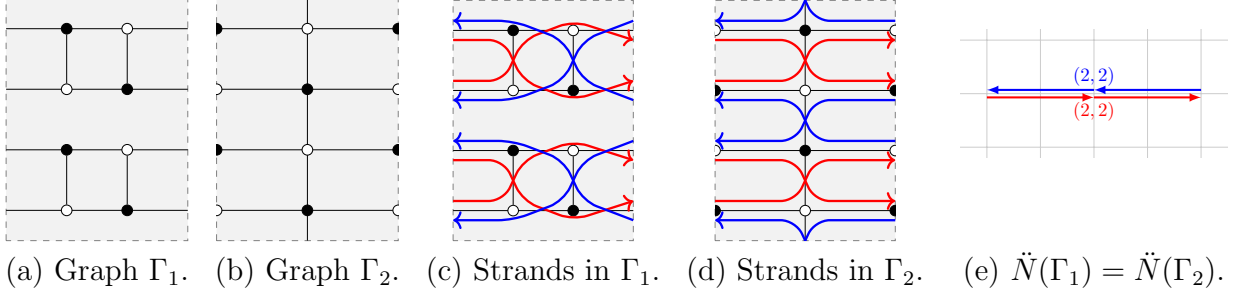 (2, 2)
(2, 2)
(a) Graph Γ₁. (b) Graph Γ₂. (c) Strands in Γ₁. (d) Strands in Γ₂. (e) N̈(Γ₁) = N̈(Γ₂).